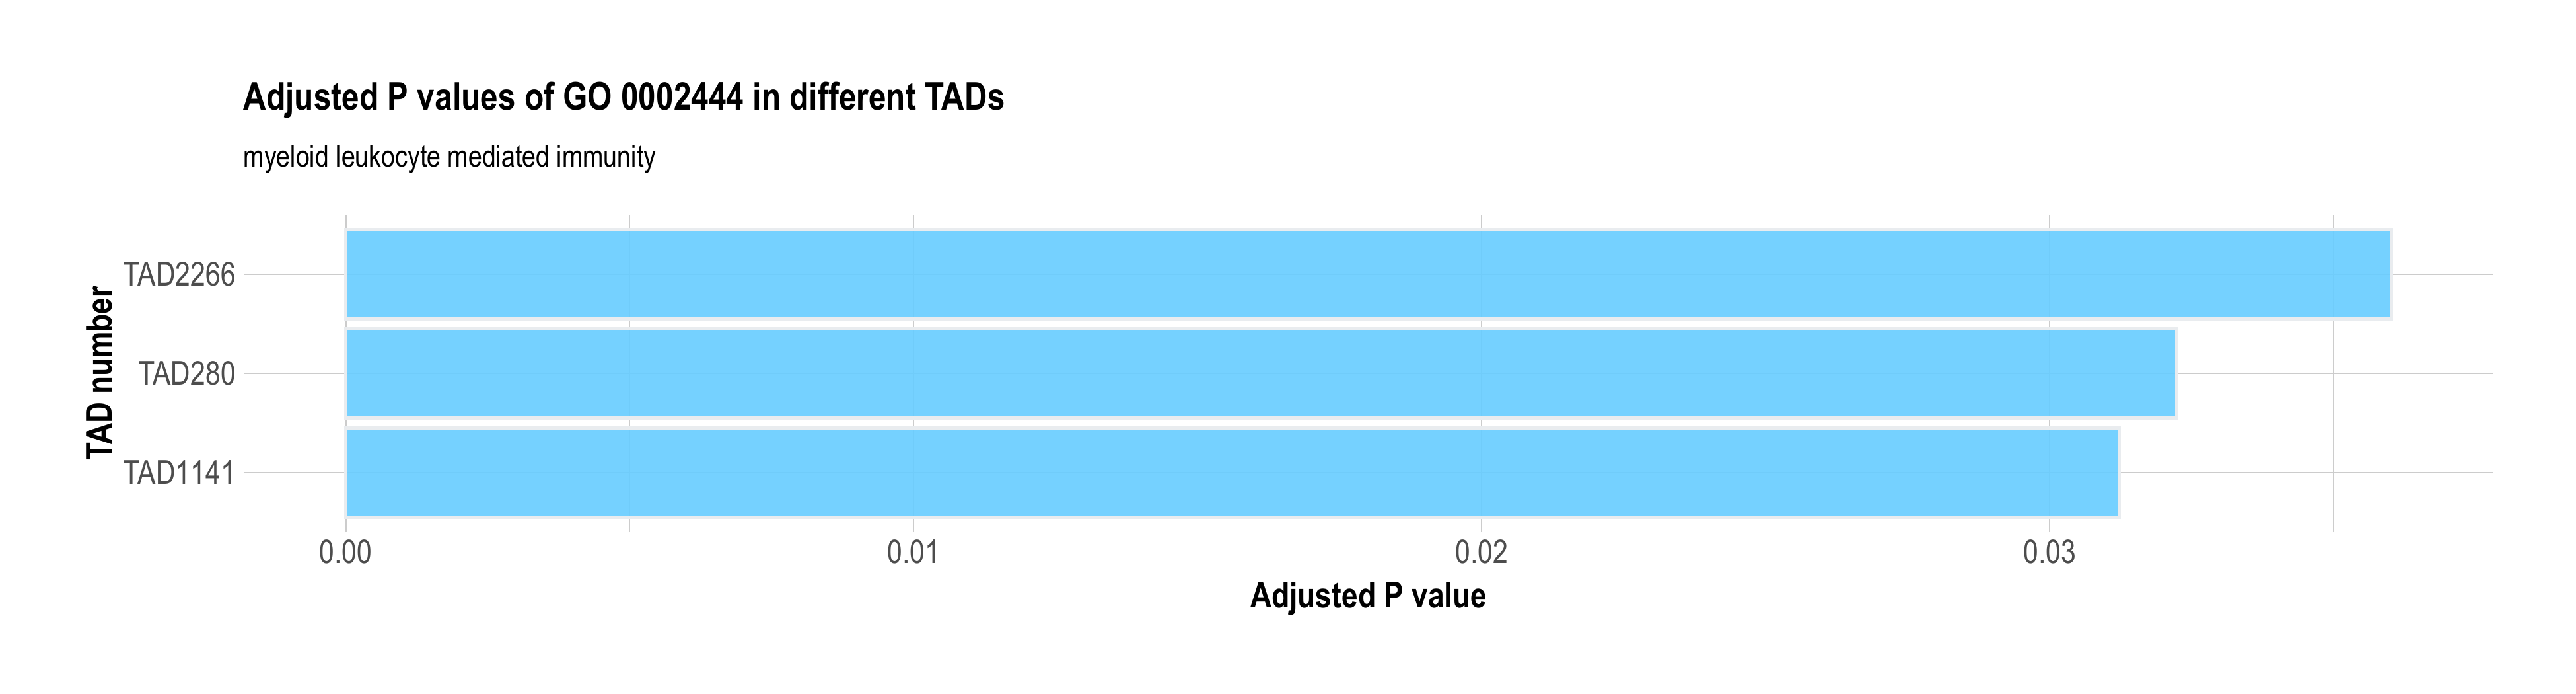 Adjusted P values of GO 0002444 in different TADs
myeloid leukocyte mediated immunity
TAD number
TAD2266
TAD280
TAD1141
0.00 0.01 0.02 0.03
Adjusted P value